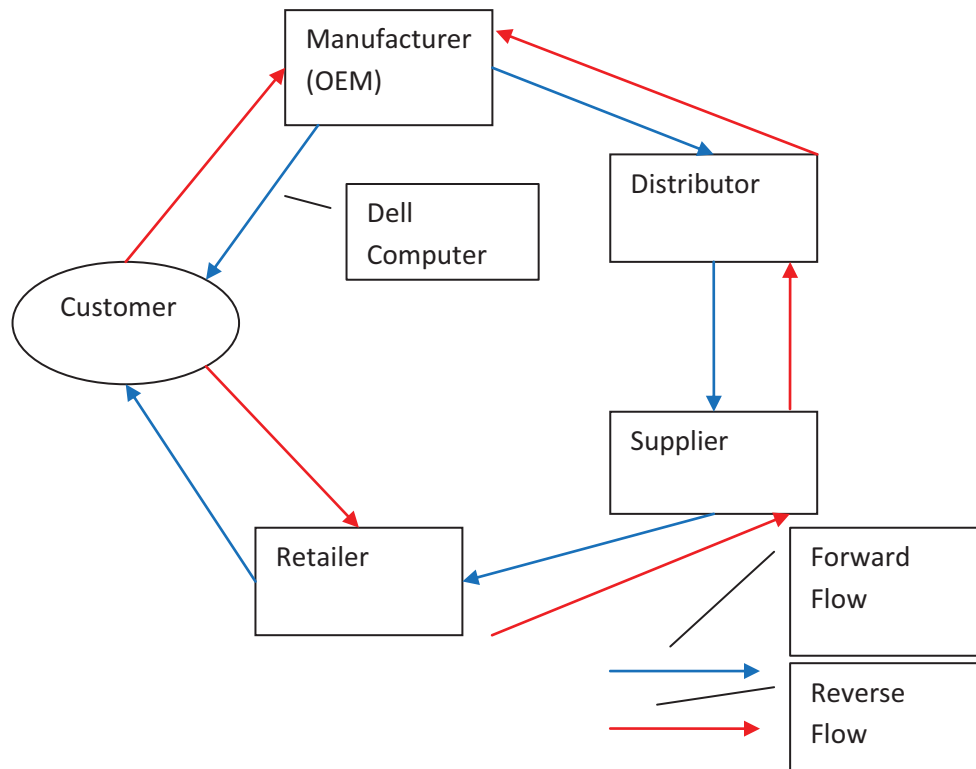 Manufacturer
(OEM)
Distributor
Dell
Computer
Customer
Supplier
Retailer
Forward
Flow
Reverse
Flow